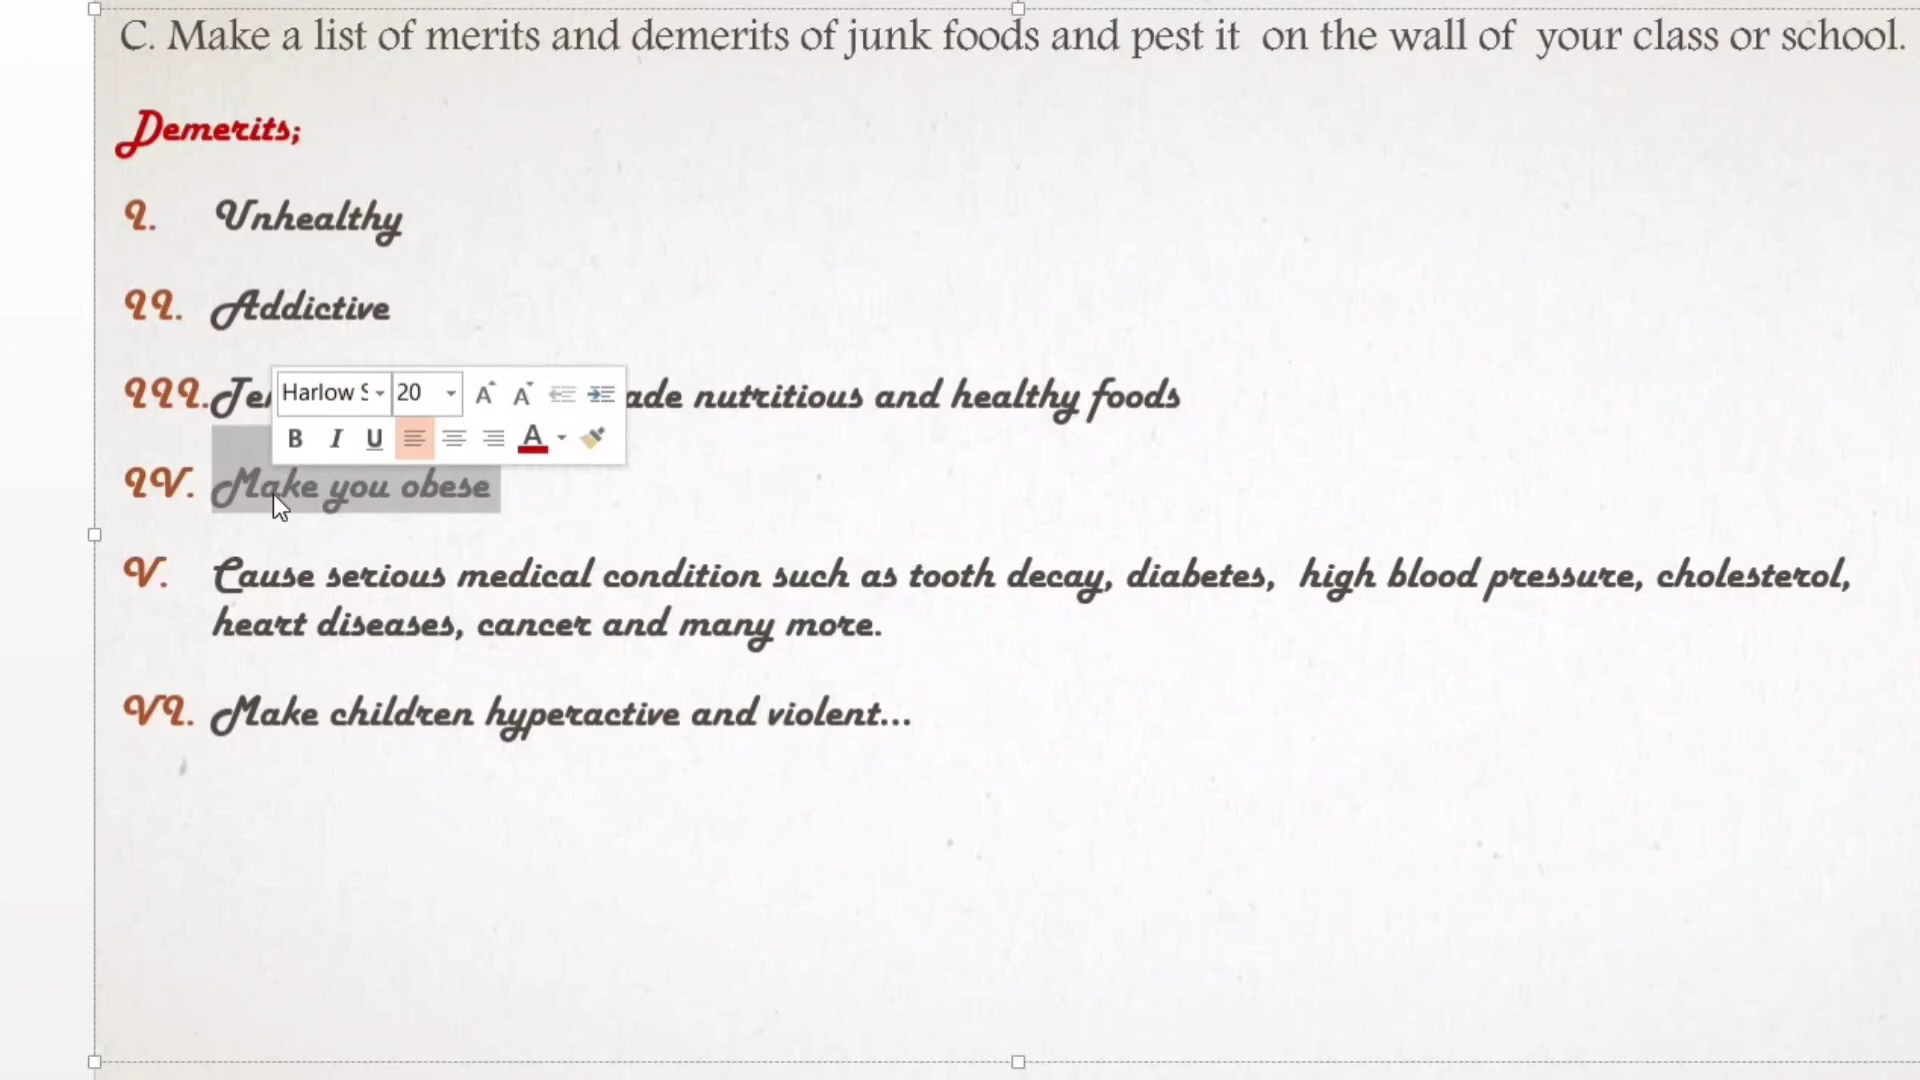 C. Make a list of merits and demerits of junk foods and pest it on the wall of your class or school.
Demerits;
I. Unhealthy
II. Addictive
Harlow S 20
III. nutritious and healthy foods
B I U A
IV. Make you obese
V. Cause serious medical condition such as tooth decay, diabetes, high blood pressure, cholesterol,
heart diseases, cancer and many more.
VI. Make children hyperactive and violent...